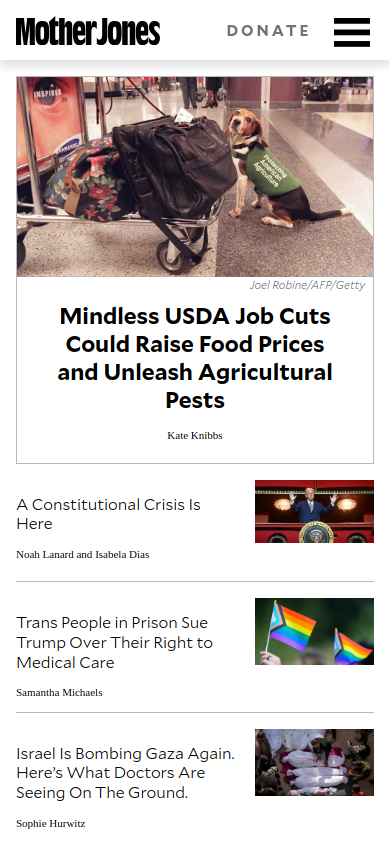 Mother Jones
DONATE
Protecting
American
Agriculture
Joel Robine/AFP/Getty
Mindless USDA Job Cuts
Could Raise Food Prices
and Unleash Agricultural
Pests
Kate Knibbs
A Constitutional Crisis Is
Here
Noah Lanard and Isabela Dias
Trans People in Prison Sue
Trump Over Their Right to
Medical Care
Samantha Michaels
Israel Is Bombing Gaza Again.
Here’s What Doctors Are
Seeing On The Ground.
Sophie Hurwitz